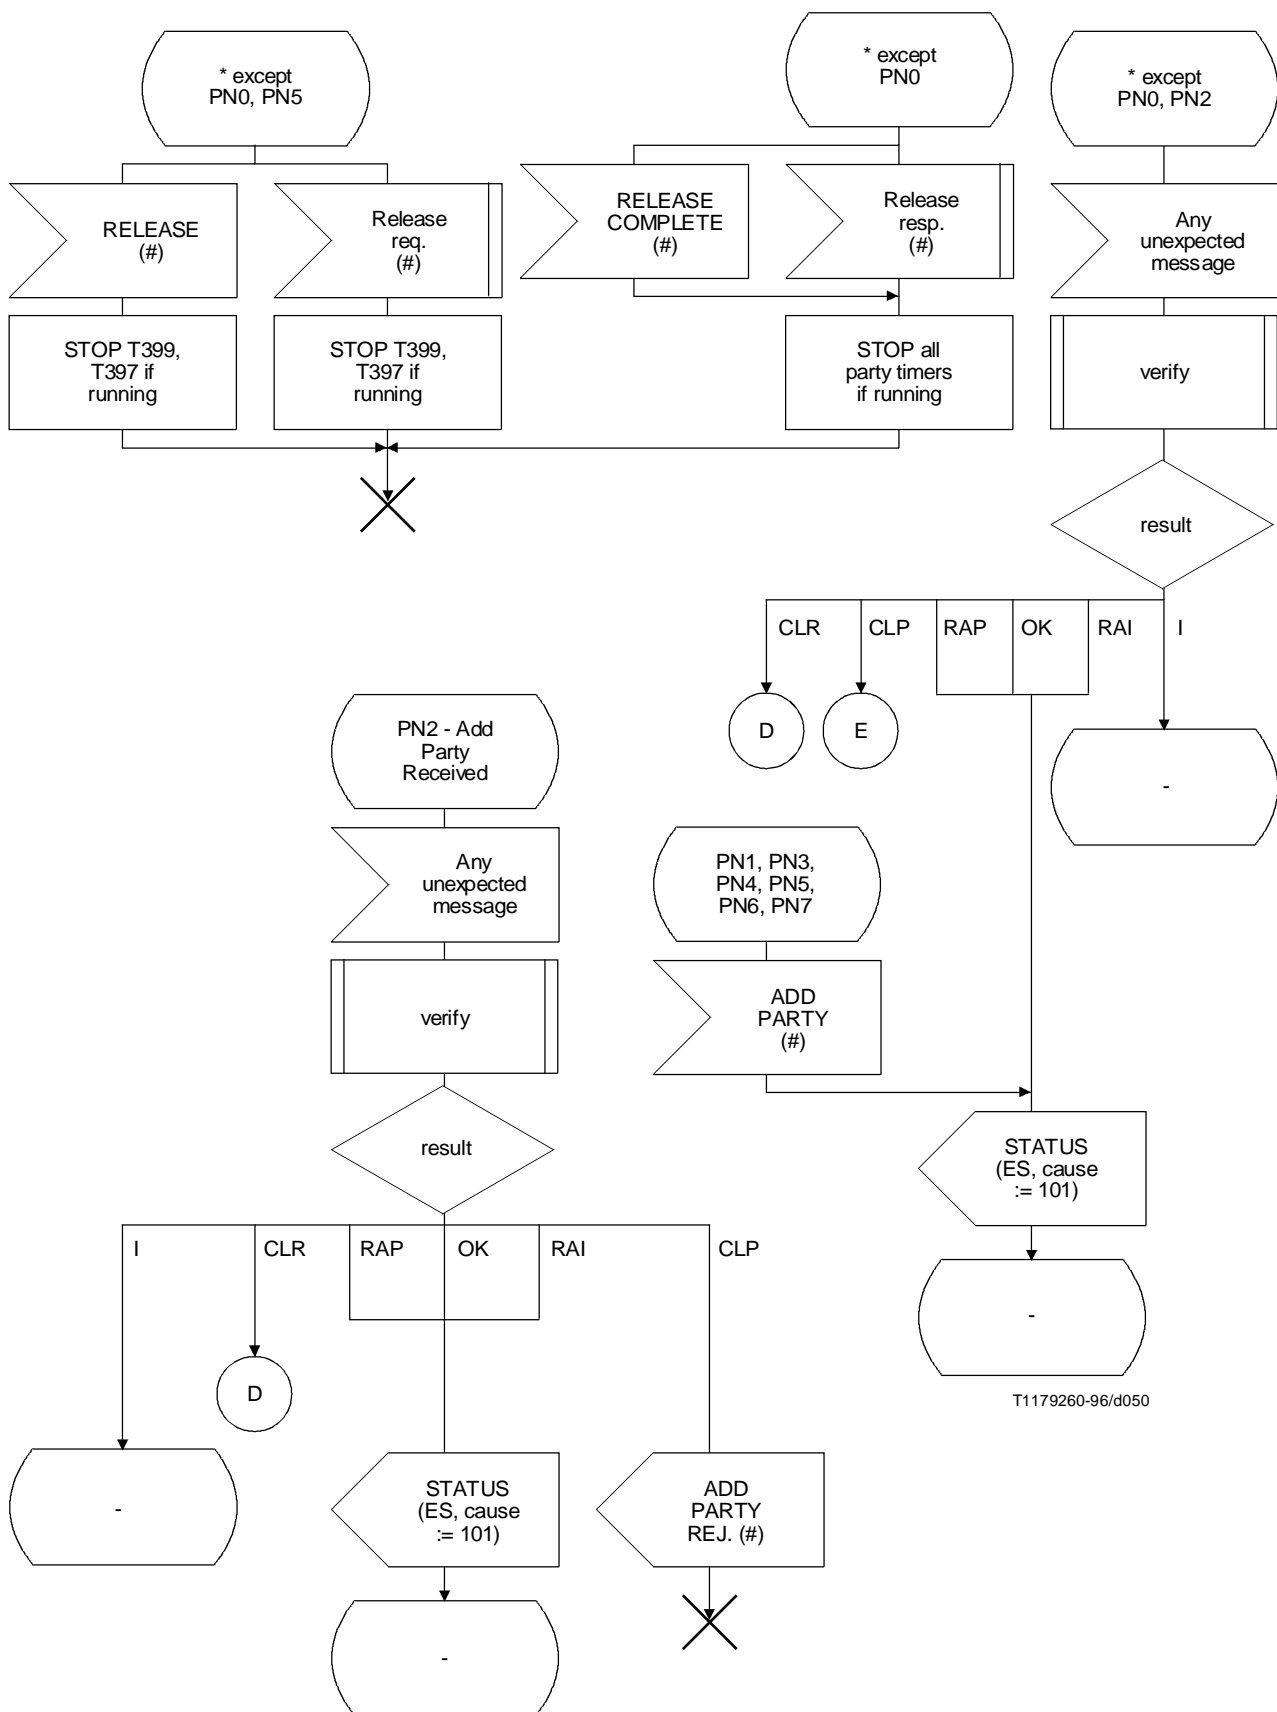 * except
PN0, PN5
* except
PN0
* except
PN0, PN2
RELEASE
(#)
Release
req.
(#)
RELEASE
COMPLETE
(#)
Release
resp.
(#)
Any
unexpected
message
STOP T399,
T397 if
running
STOP T399,
T397 if
running
STOP all
party timers
if running
verify
result
CLR
CLP
RAP
OK
RAI
I
D
E
-
PN2 - Add
Party
Received
Any
unexpected
message
PN1, PN3,
PN4, PN5,
PN6, PN7
verify
ADD
PARTY
(#)
result
STATUS
(ES, cause
:= 101)
I
CLR
RAP
OK
RAI
CLP
-
D
T1179260-96/d050
-
STATUS
(ES, cause
:= 101)
ADD
PARTY
REJ. (#)
-